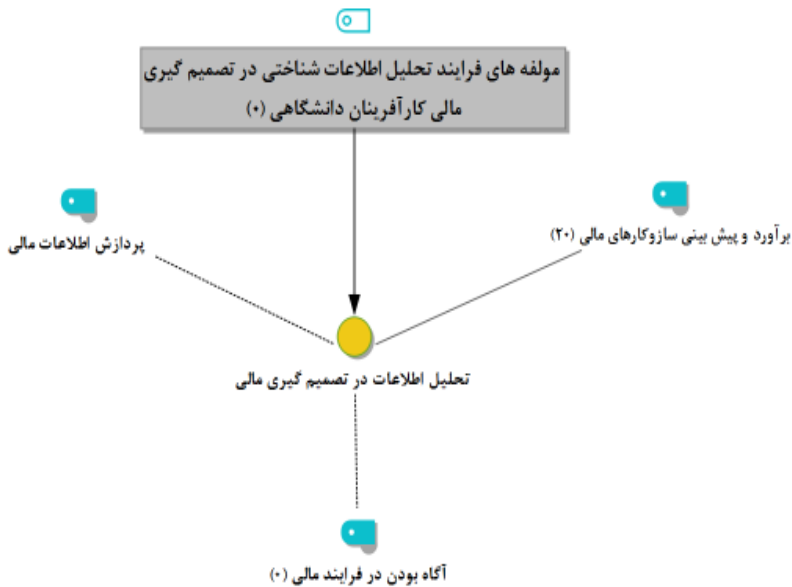 مولفه های فرایند تحلیل اطلاعات شناختی در تصمیم گیری
مالی کارآفرینان دانشگاهی (۰)
برآورد و پیش بینی سازوکارهای مالی (۲۰)
پردازش اطلاعات مالی
تحلیل اطلاعات در تصمیم گیری مالی
آگاه بودن در فرایند مالی (۰)